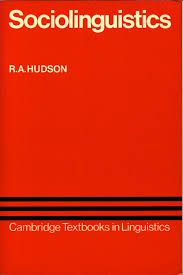 Sociolinguistics
R.A.HUDSON
Cambridge Textbooks in Linguistics